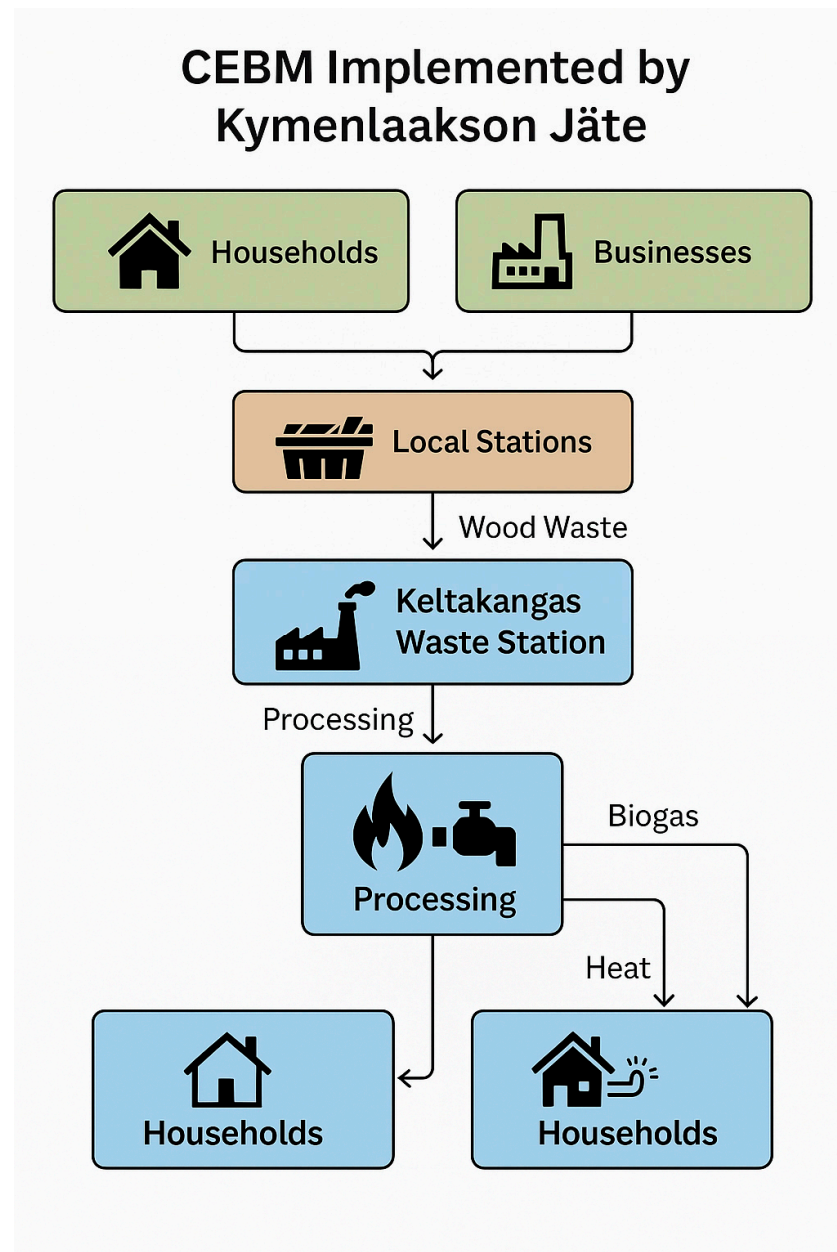 CEBM Implemented by
Kymenlaakson Jäte
Households
Businesses
Local Stations
Wood Waste
Keltakangas
Waste Station
Processing
Processing
Biogas
Heat
Households
Households